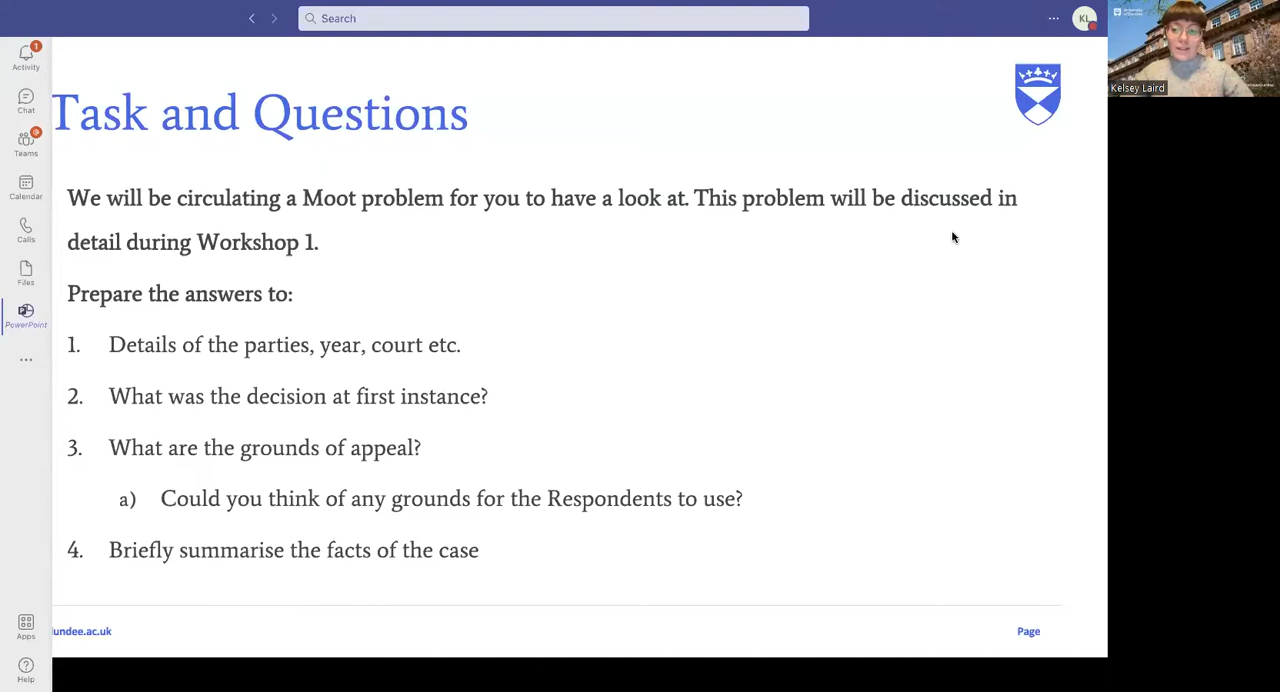 Search
KL
1
Activity
Chat
Teams
Calendar
Calls
Files
PowerPoint
Apps
Help
Task and Questions
We will be circulating a Moot problem for you to have a look at. This problem will be discussed in
detail during Workshop 1.
Prepare the answers to:
1. Details of the parties, year, court etc.
2. What was the decision at first instance?
3. What are the grounds of appeal?
a) Could you think of any grounds for the Respondents to use?
4. Briefly summarise the facts of the case
undee.ac.uk
Page
University
of Dundee
Kelsey Laird